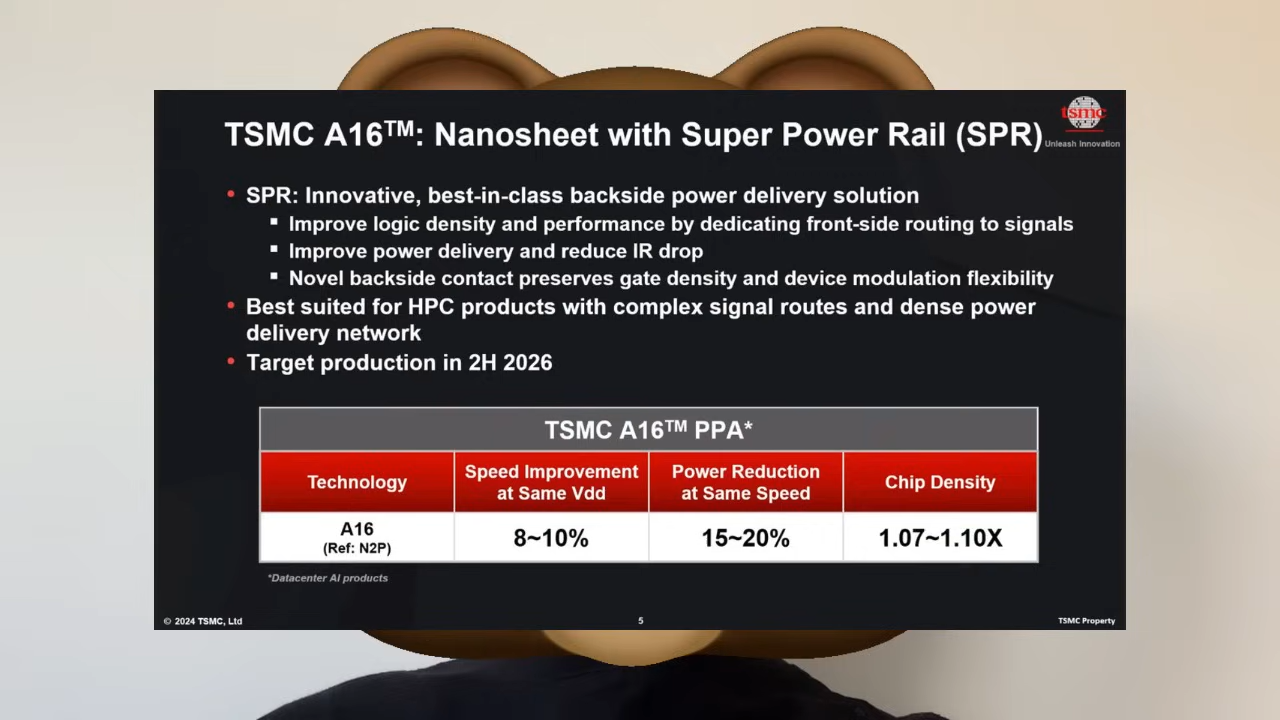 TSMC A16™: Nanosheet with Super Power Rail (SPR)
tsmc
Unleash Innovation
• SPR: Innovative, best-in-class backside power delivery solution
▪ Improve logic density and performance by dedicating front-side routing to signals
▪ Improve power delivery and reduce IR drop
▪ Novel backside contact preserves gate density and device modulation flexibility
• Best suited for HPC products with complex signal routes and dense power
delivery network
• Target production in 2H 2026
TSMC A16™ PPA*
Technology
Speed Improvement
at Same Vdd
Power Reduction
at Same Speed
Chip Density
A16
(Ref: N2P)
8~10%
15~20%
1.07~1.10X
*Datacenter AI products
© 2024 TSMC, Ltd
5
TSMC Property